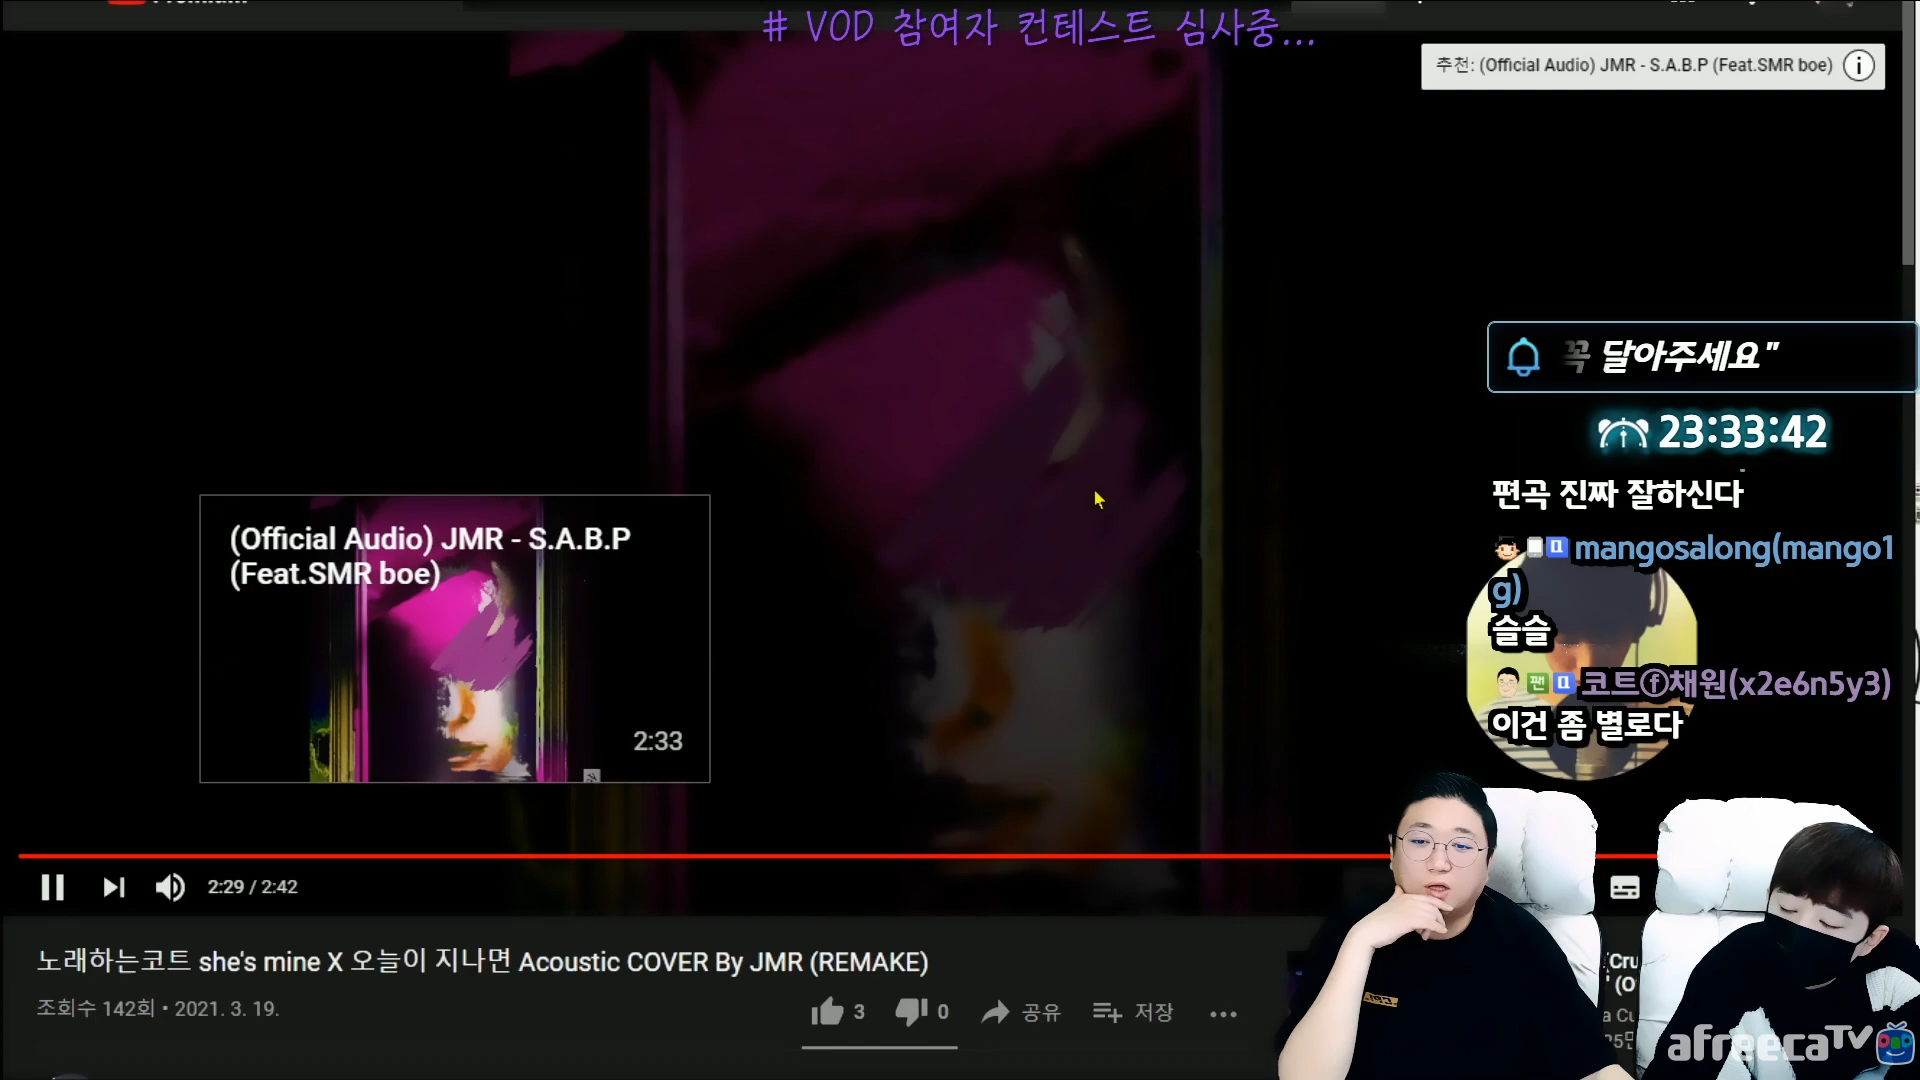 # VOD 참여자 컨테스트 심사중...
추천: (Official Audio) JMR - S.A.B.P (Feat.SMR boe)
꼭 달아주세요"
23:33:42
편곡 진짜 잘하신다
mangosalong(mango1
g)
슬슬
팬 코트ⓕ채원(x2e6n5y3)
이건 좀 별로다
(Official Audio) JMR - S.A.B.P
(Feat.SMR boe)
2:33
2:29 / 2:42
노래하는코트 she's mine X 오늘이 지나면 Acoustic COVER By JMR (REMAKE)
조회수 142회 • 2021. 3. 19.
3
0
공유
저장
afreecaTV